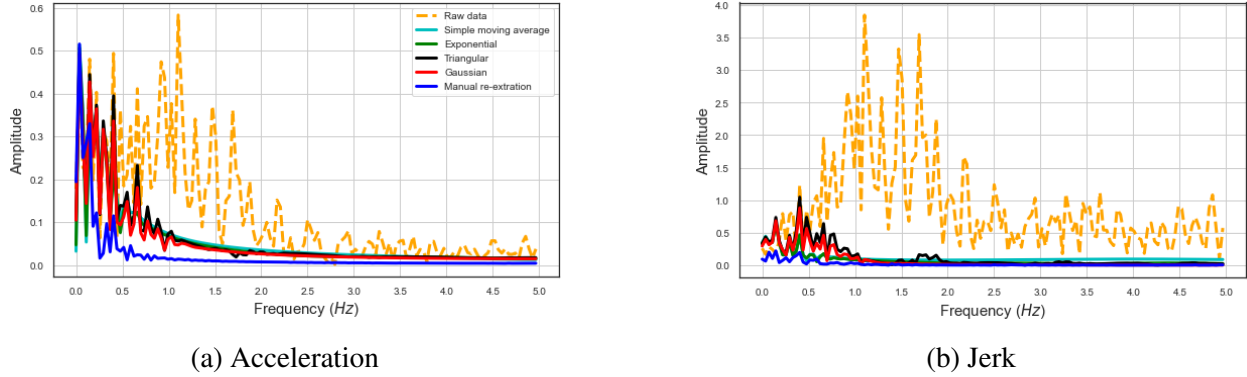 0.6
0.5
0.4
0.3
0.2
0.1
0.0
Amplitude
Raw data
Simple moving average
Exponential
Triangular
Gaussian
Manual re-extration
0.0 0.5 1.0 1.5 2.0 2.5 3.0 3.5 4.0 4.5 5.0
Frequency (Hz)
(a) Acceleration
4.0
3.5
3.0
2.5
2.0
1.5
1.0
0.5
0.0
Amplitude
0.0 0.5 1.0 1.5 2.0 2.5 3.0 3.5 4.0 4.5 5.0
Frequency (Hz)
(b) Jerk